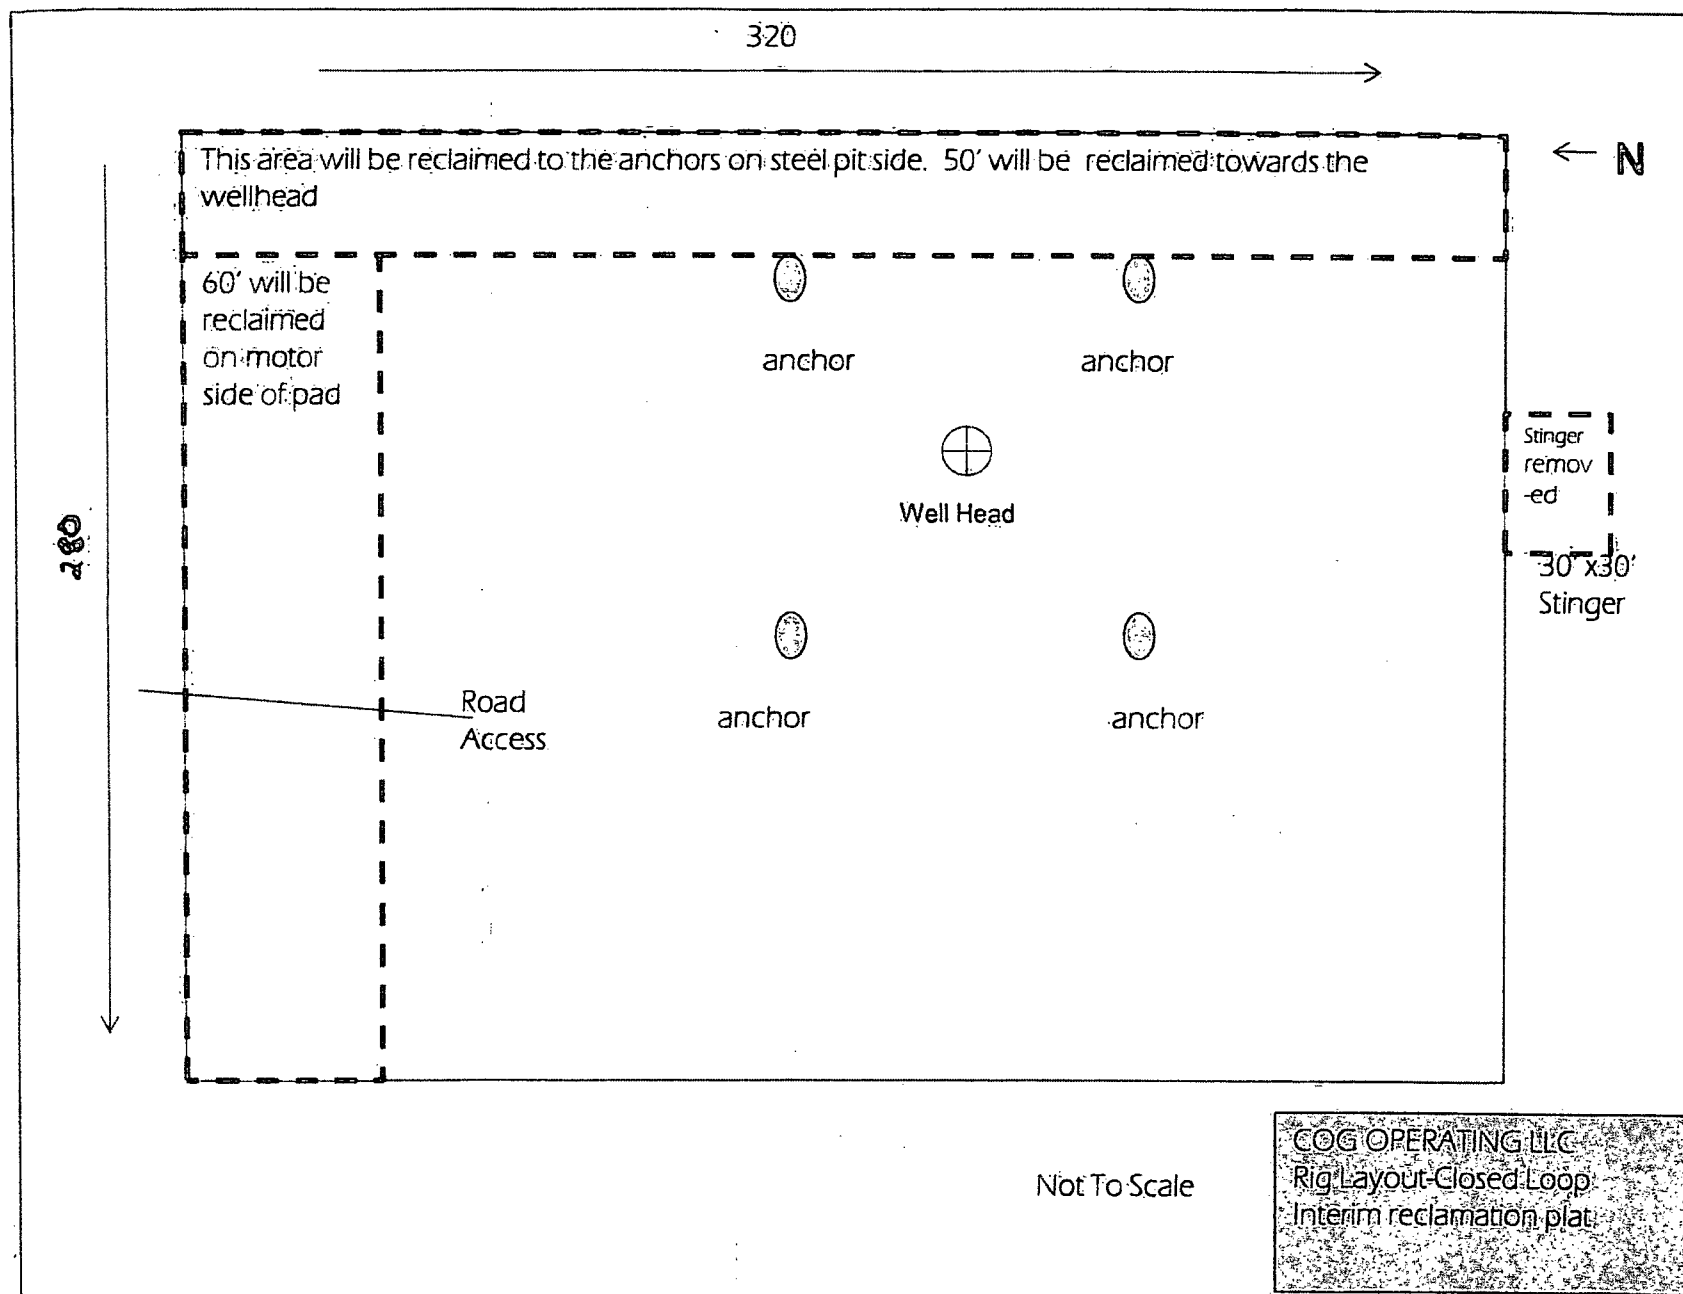 320
This area will be reclaimed to the anchors on steel pit side. 50' will be reclaimed towards the
wellhead
N
60' will be
reclaimed
on motor
side of pad
anchor
anchor
Stinger
remov
-ed
Well Head
280
30' x30'
Stinger
Road
Access
anchor
anchor
Not To Scale
COG OPERATING LLC
Rig Layout-Closed Loop
Interim reclamation plat